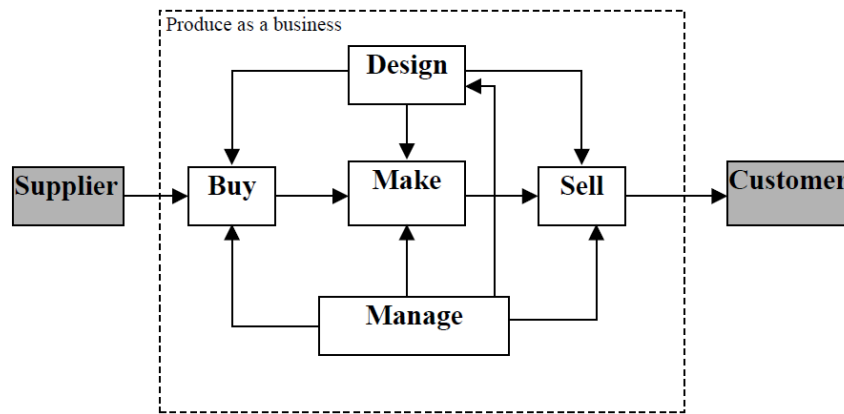 Produce as a business
Design
Supplier
Buy
Make
Sell
Customer
Manage